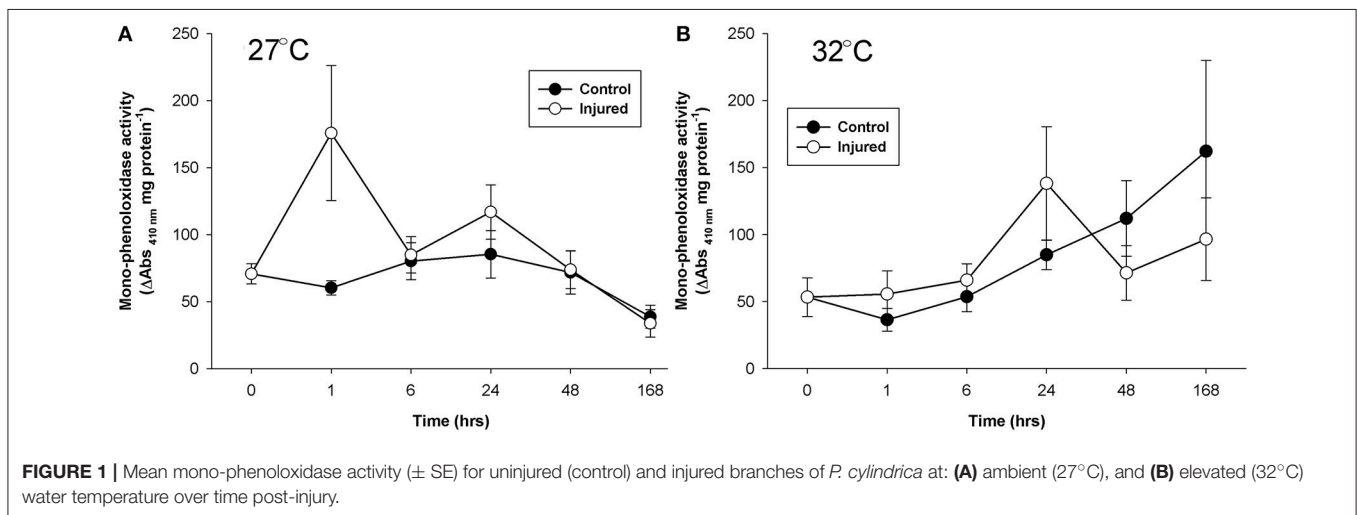 A
27°C
250
200
150
100
50
0
Mono-phenoloxidase activity
(ΔAbs 410 nm mg protein-1)
Control
Injured
0 1 6 24 48 168
Time (hrs)
B
32°C
250
200
150
100
50
0
Mono-phenoloxidase activity
(ΔAbs 410 nm mg protein-1)
Control
Injured
0 1 6 24 48 168
Time (hrs)
FIGURE 1 | Mean mono-phenoloxidase activity (± SE) for uninjured (control) and injured branches of P. cylindrica at: (A) ambient (27°C), and (B) elevated (32°C)
water temperature over time post-injury.